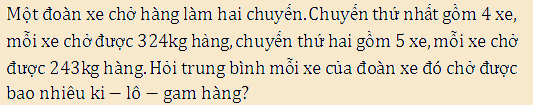 Một đoàn xe chở hàng làm hai chuyến.Chuyến thứ nhất gồm 4 xe,
mỗi xe chở được 324kg hàng,chuyến thứ hai gồm 5 xe,mỗi xe chở
được 243kg hàng.Hỏi trung bình mỗi xe của đoàn xe đó chở được
bao nhiêu ki – lô – gam hàng?